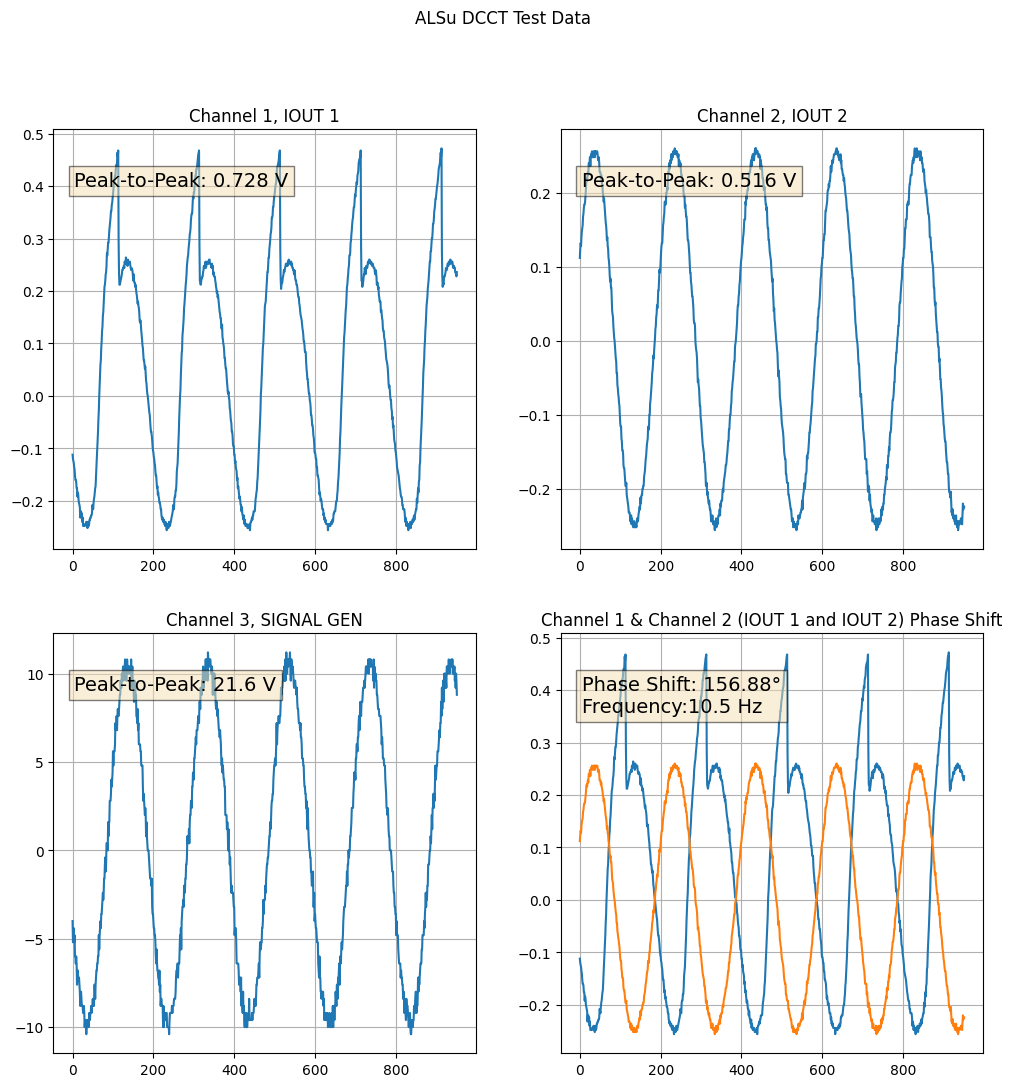 ALSu DCCT Test Data
Channel 1, IOUT 1
Peak-to-Peak: 0.728 V
0.5
0.4
0.3
0.2
0.1
0.0
−0.1
−0.2
0 200 400 600 800
Channel 2, IOUT 2
Peak-to-Peak: 0.516 V
0.2
0.1
0.0
−0.1
−0.2
0 200 400 600 800
Channel 3, SIGNAL GEN
Peak-to-Peak: 21.6 V
10
5
0
−5
−10
0 200 400 600 800
Channel 1 & Channel 2 (IOUT 1 and IOUT 2) Phase Shift
Phase Shift: 156.88°
Frequency:10.5 Hz
0.5
0.4
0.3
0.2
0.1
0.0
−0.1
−0.2
0 200 400 600 800